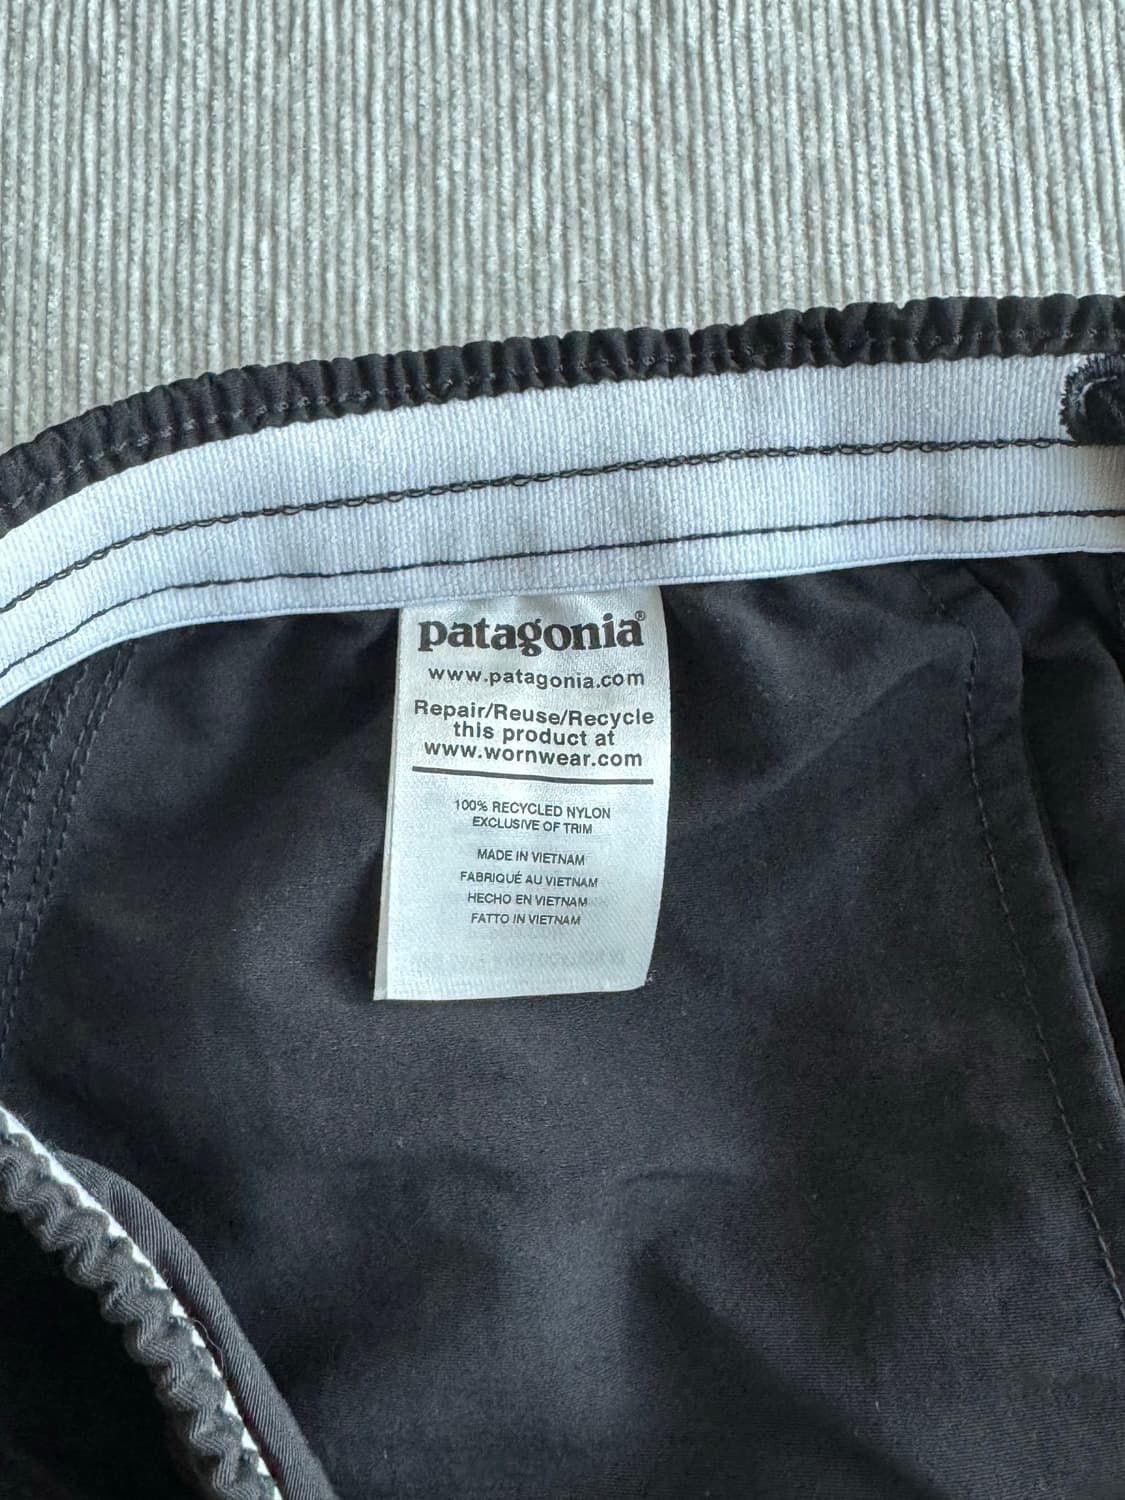 patagonia®
www.patagonia.com
Repair/Reuse/Recycle
this product at
www.wornwear.com
100% RECYCLED NYLON
EXCLUSIVE OF TRIM
MADE IN VIETNAM
FABRIQUÉ AU VIETNAM
HECHO EN VIETNAM
FATTO IN VIETNAM